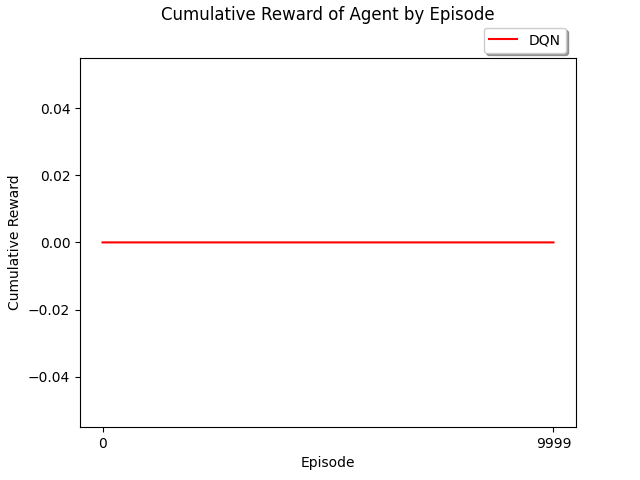 Cumulative Reward of Agent by Episode
DQN
0.04
0.02
0.00
−0.02
−0.04
Cumulative Reward
0 9999
Episode